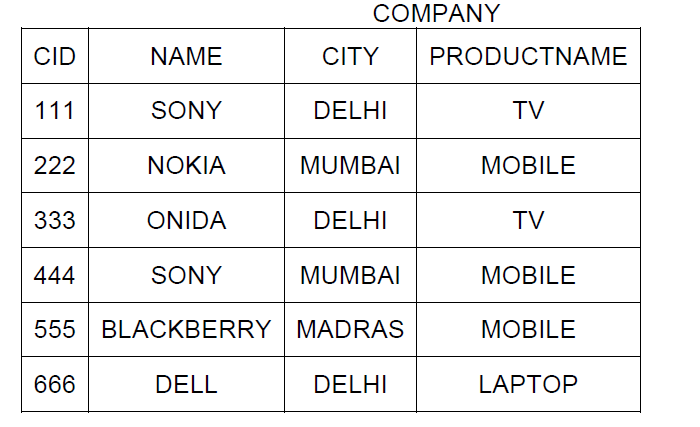 COMPANY
CID NAME CITY PRODUCTNAME
111 SONY DELHI TV
222 NOKIA MUMBAI MOBILE
333 ONIDA DELHI TV
444 SONY MUMBAI MOBILE
555 BLACKBERRY MADRAS MOBILE
666 DELL DELHI LAPTOP